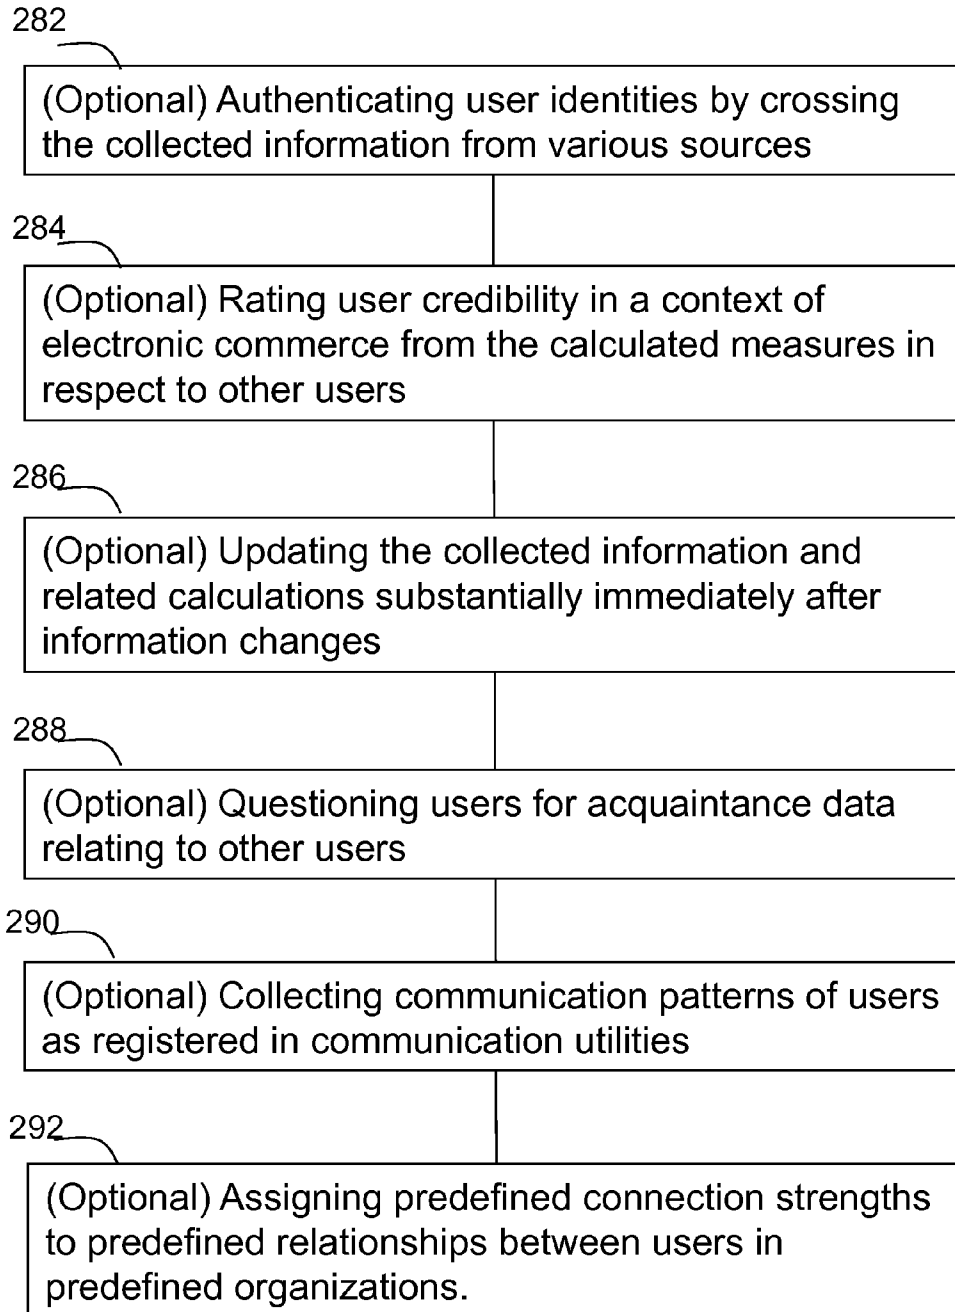 282
(Optional) Authenticating user identities by crossing
the collected information from various sources
284
(Optional) Rating user credibility in a context of
electronic commerce from the calculated measures in
respect to other users
286
(Optional) Updating the collected information and
related calculations substantially immediately after
information changes
288
(Optional) Questioning users for acquaintance data
relating to other users
290
(Optional) Collecting communication patterns of users
as registered in communication utilities
292
(Optional) Assigning predefined connection strengths
to predefined relationships between users in
predefined organizations.